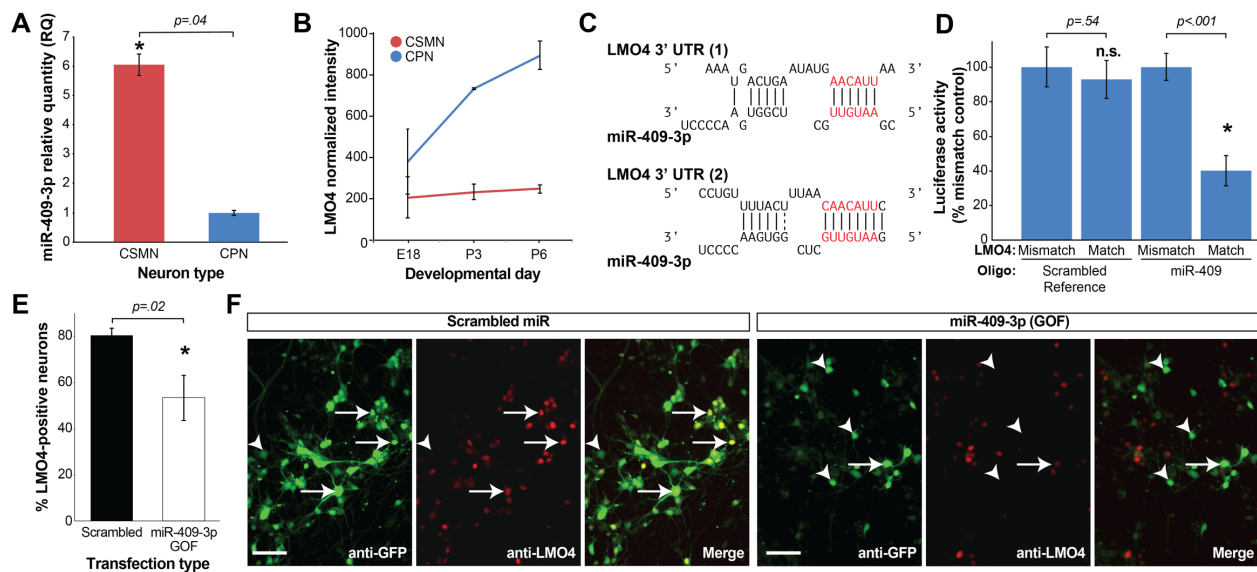 A
p=.04
miR-409-3p relative quantity (RQ)
7
6
5
4
3
2
1
0
*
CSMN
CPN
Neuron type
B
CSMN
CPN
LMO4 normalized intensity
1000
800
600
400
200
0
E18
P3
P6
Developmental day
C
LMO4 3' UTR (1)
5' AAA G AUAUG AA 3'
U ACUGA AACAUU
3' A UGGCU UUGUAA 5'
UCCCCA G CG GC
miR-409-3p
LMO4 3' UTR (2)
5' CCUGU UUAA 3'
UUUACU CAACAUUC
3' AAGUGG GUUGUAAG 5'
UCCCC CUC
miR-409-3p
D
p=.54
p<.001
n.s.
*
Luciferase activity
(% mismatch control)
100
80
60
40
20
0
LMO4: Mismatch Match Mismatch Match
Oligo: Scrambled Reference miR-409
E
p=.02
*
% LMO4-positive neurons
80
60
40
20
0
Scrambled
miR-409-3p GOF
Transfection type
F
Scrambled miR
miR-409-3p (GOF)
anti-GFP
anti-LMO4
Merge
anti-GFP
anti-LMO4
Merge